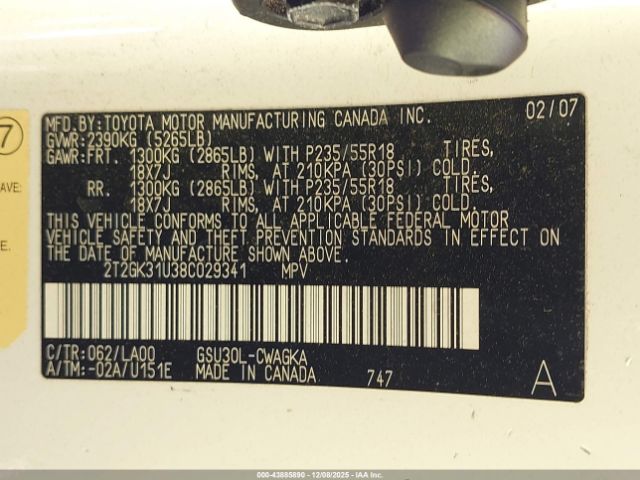 MFD.BY:TOYOTA MOTOR MANUFACTURING CANADA INC. 02/07
GVWR:2390KG (5265LB)
GAWR:FRT. 1300KG (2865LB) WITH P235/55R18 TIRES,
18X7J RIMS, AT 210KPA (30PSI) COLD.
RR. 1300KG (2865LB) WITH P235/55R18 TIRES,
18X7J RIMS, AT 210KPA (30PSI) COLD.
THIS VEHICLE CONFORMS TO ALL APPLICABLE FEDERAL MOTOR
VEHICLE SAFETY AND THEFT PREVENTION STANDARDS IN EFFECT ON
THE DATE OF MANUFACTURE SHOWN ABOVE.
2T2GK31U38C029341 MPV
C/TR:062/LA00 GSU30L-CWAGKA
A/TM:-02A/U151E MADE IN CANADA 747 A
7
AVE:
000-43885890 - 12/08/2025 - IAA Inc.